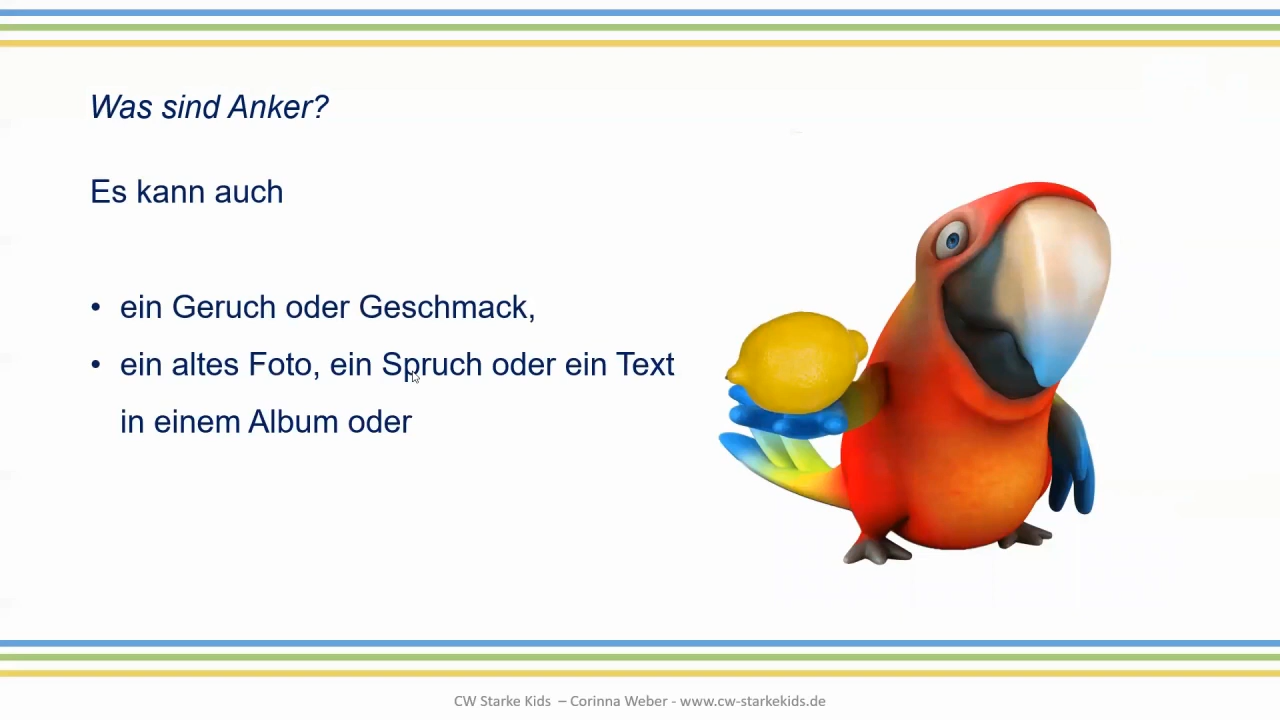 Was sind Anker?
Es kann auch
• ein Geruch oder Geschmack,
• ein altes Foto, ein Spruch oder ein Text
in einem Album oder
CW Starke Kids – Corinna Weber - www.cw-starkekids.de